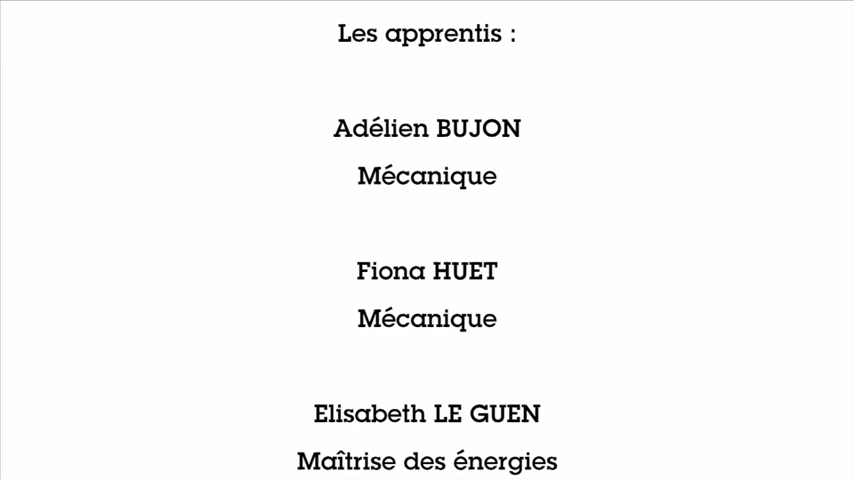 Les apprentis :
Adélien BUJON
Mécanique
Fiona HUET
Mécanique
Elisabeth LE GUEN
Maîtrise des énergies